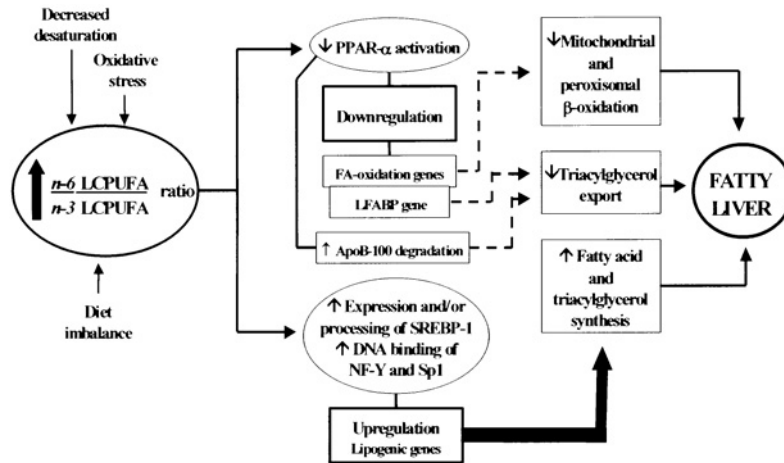 Decreased
desaturation
Oxidative
stress
n-6 LCPUFA
n-3 LCPUFA
ratio
Diet
imbalance
↓ PPAR-α activation
Downregulation
FA-oxidation genes
LFABP gene
↑ ApoB-100 degradation
↑ Expression and/or
processing of SREBP-1
↑ DNA binding of
NF-Y and Sp1
Upregulation
Lipogenic genes
↓ Mitochondrial
and
peroxisomal
β-oxidation
↓ Triacylglycerol
export
↑ Fatty acid
and
triacylglycerol
synthesis
FATTY
LIVER